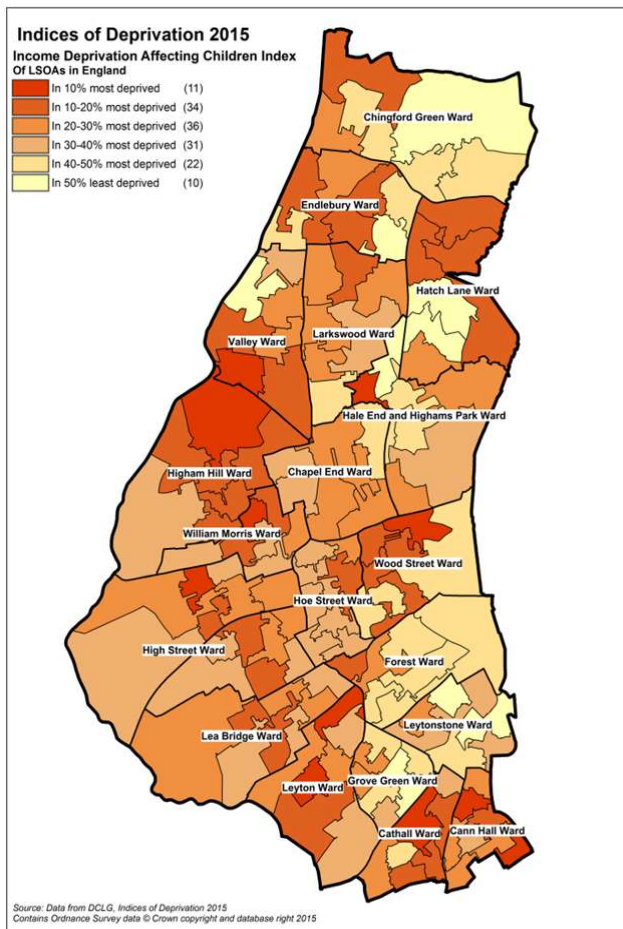 Indices of Deprivation 2015
Income Deprivation Affecting Children Index
Of LSOAs in England
In 10% most deprived (11)
In 10-20% most deprived (34)
In 20-30% most deprived (36)
In 30-40% most deprived (31)
In 40-50% most deprived (22)
In 50% least deprived (10)
Chingford Green Ward
Endlebury Ward
Hatch Lane Ward
Valley Ward
Larkswood Ward
Hale End and Highams Park Ward
Higham Hill Ward
Chapel End Ward
William Morris Ward
Wood Street Ward
Hoe Street Ward
High Street Ward
Forest Ward
Leytonstone Ward
Lea Bridge Ward
Grove Green Ward
Leyton Ward
Cathall Ward
Cann Hall Ward
Source: Data from DCLG, Indices of Deprivation 2015
Contains Ordnance Survey data © Crown copyright and database right 2015